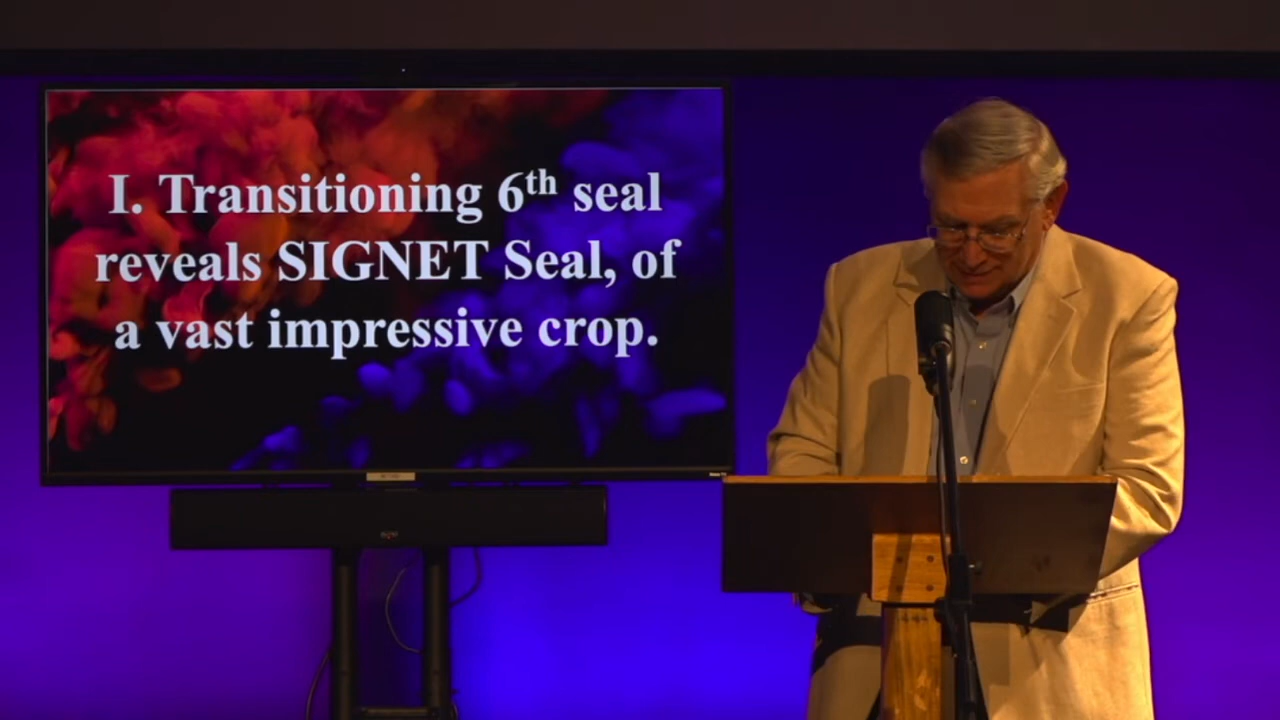 I. Transitioning 6th seal
reveals SIGNET Seal, of
a vast impressive crop.